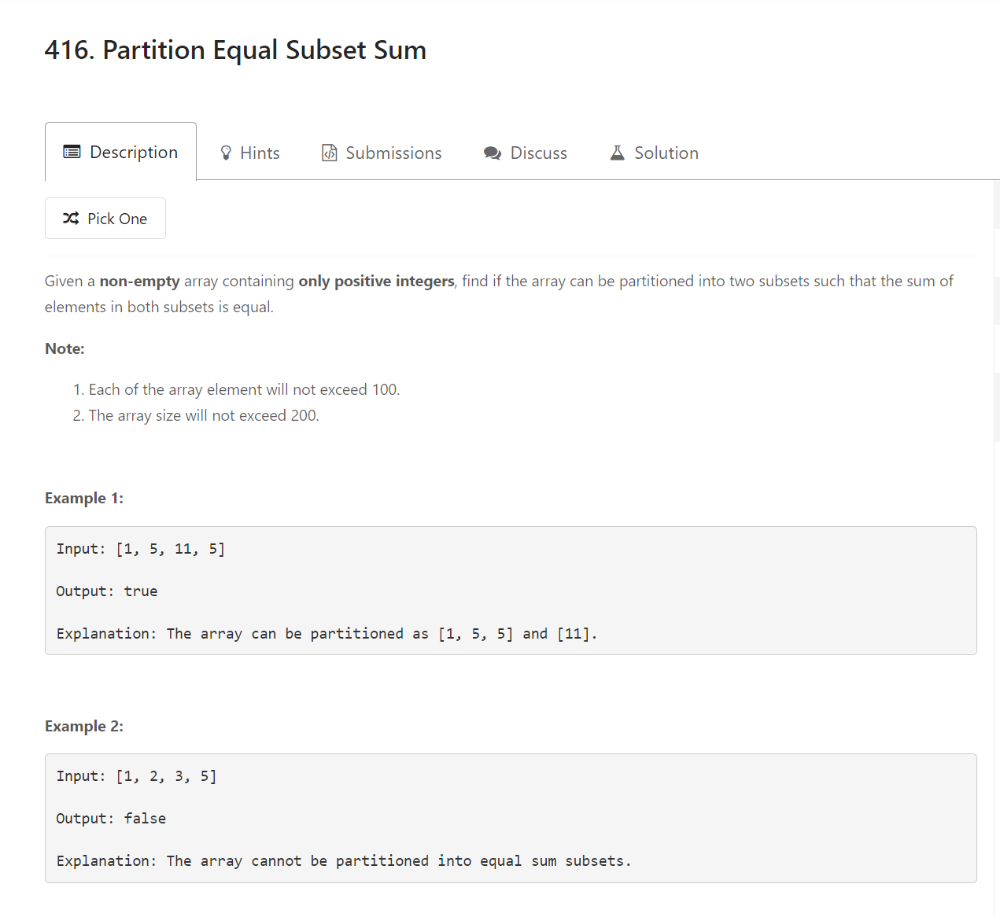 416. Partition Equal Subset Sum
Description
Hints
Submissions
Discuss
Solution
Pick One
Given a non-empty array containing only positive integers, find if the array can be partitioned into two subsets such that the sum of
elements in both subsets is equal.
Note:
1. Each of the array element will not exceed 100.
2. The array size will not exceed 200.
Example 1:
Input: [1, 5, 11, 5]
Output: true
Explanation: The array can be partitioned as [1, 5, 5] and [11].
Example 2:
Input: [1, 2, 3, 5]
Output: false
Explanation: The array cannot be partitioned into equal sum subsets.